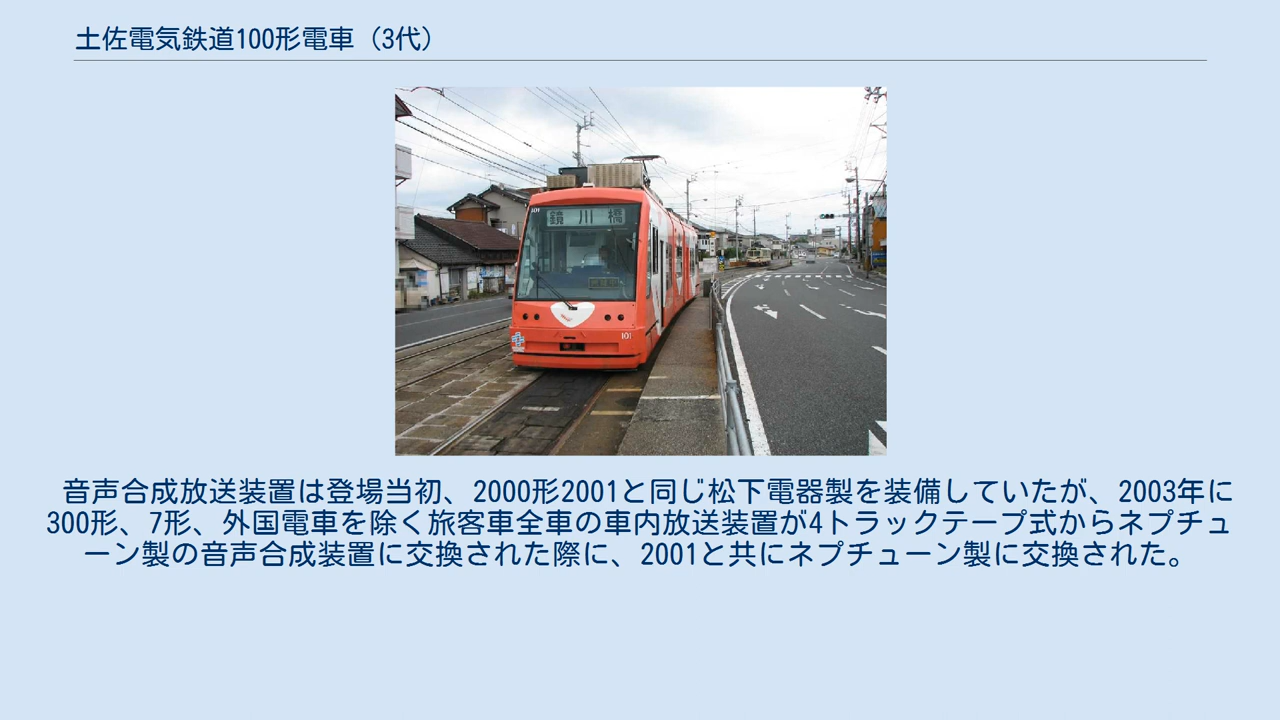 土佐電気鉄道100形電車（3代）
101
鏡川橋
101
音声合成放送装置は登場当初、2000形2001と同じ松下電器製を装備していたが、2003年に
300形、7形、外国電車を除く旅客車全車の車内放送装置が4トラックテープ式からネプチュ
ーン製の音声合成装置に交換された際に、2001と共にネプチューン製に交換された。